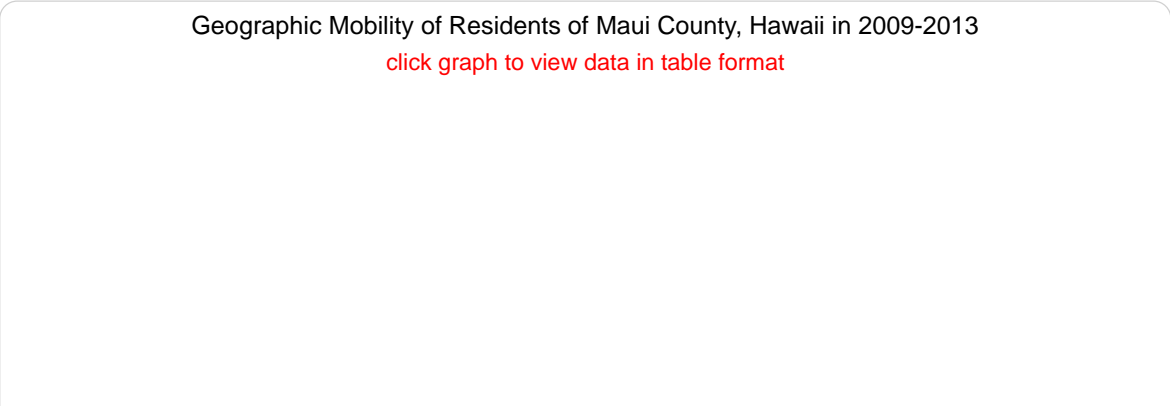 Geographic Mobility of Residents of Maui County, Hawaii in 2009-2013
click graph to view data in table format